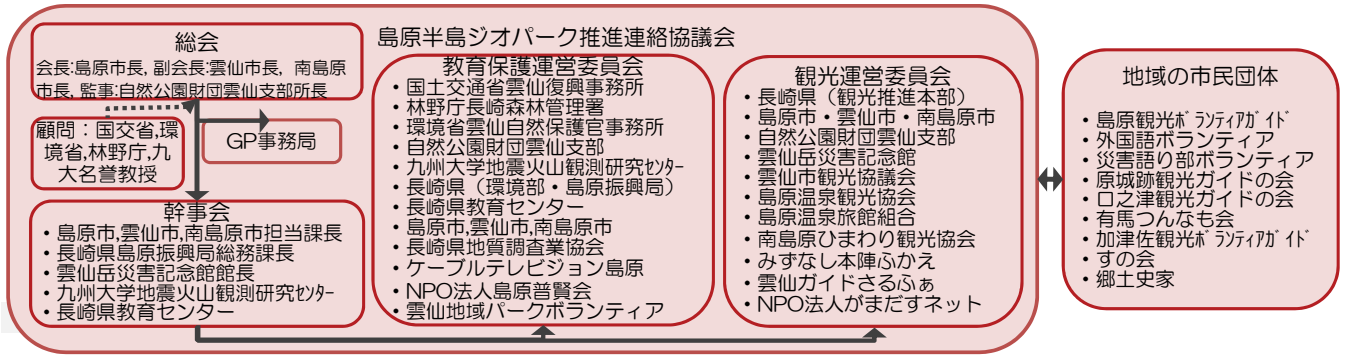 島原半島ジオパーク推進連絡協議会
総会
会長:島原市長, 副会長:雲仙市長, 南島原
市長, 監事:自然公園財団雲仙支部所長
顧問：国交省,環
境省,林野庁,九
大名誉教授
GP事務局
幹事会
・島原市,雲仙市,南島原市担当課長
・長崎県島原振興局総務課長
・雲仙岳災害記念館館長
・九州大学地震火山観測研究ｾﾝﾀｰ
・長崎県教育センター
教育保護運営委員会
・国土交通省雲仙復興事務所
・林野庁長崎森林管理署
・環境省雲仙自然保護官事務所
・自然公園財団雲仙支部
・九州大学地震火山観測研究ｾﾝﾀｰ
・長崎県（環境部・島原振興局）
・長崎県教育センター
・島原市,雲仙市,南島原市
・長崎県地質調査業協会
・ケーブルテレビジョン島原
・NPO法人島原普賢会
・雲仙地域パークボランティア
観光運営委員会
・長崎県（観光推進本部）
・島原市・雲仙市・南島原市
・自然公園財団雲仙支部
・雲仙岳災害記念館
・雲仙市観光協議会
・島原温泉観光協会
・島原温泉旅館組合
・南島原ひまわり観光協会
・みずなし本陣ふかえ
・雲仙ガイドさるふぁ
・NPO法人がまだすネット
地域の市民団体
・島原観光ﾎﾞﾗﾝﾃｨｱｶﾞｲﾄﾞ
・外国語ボランティア
・災害語り部ボランティア
・原城跡観光ガイドの会
・口之津観光ガイドの会
・有馬つんなも会
・加津佐観光ﾎﾞﾗﾝﾃｨｱｶﾞｲﾄﾞ
・すの会
・郷土史家